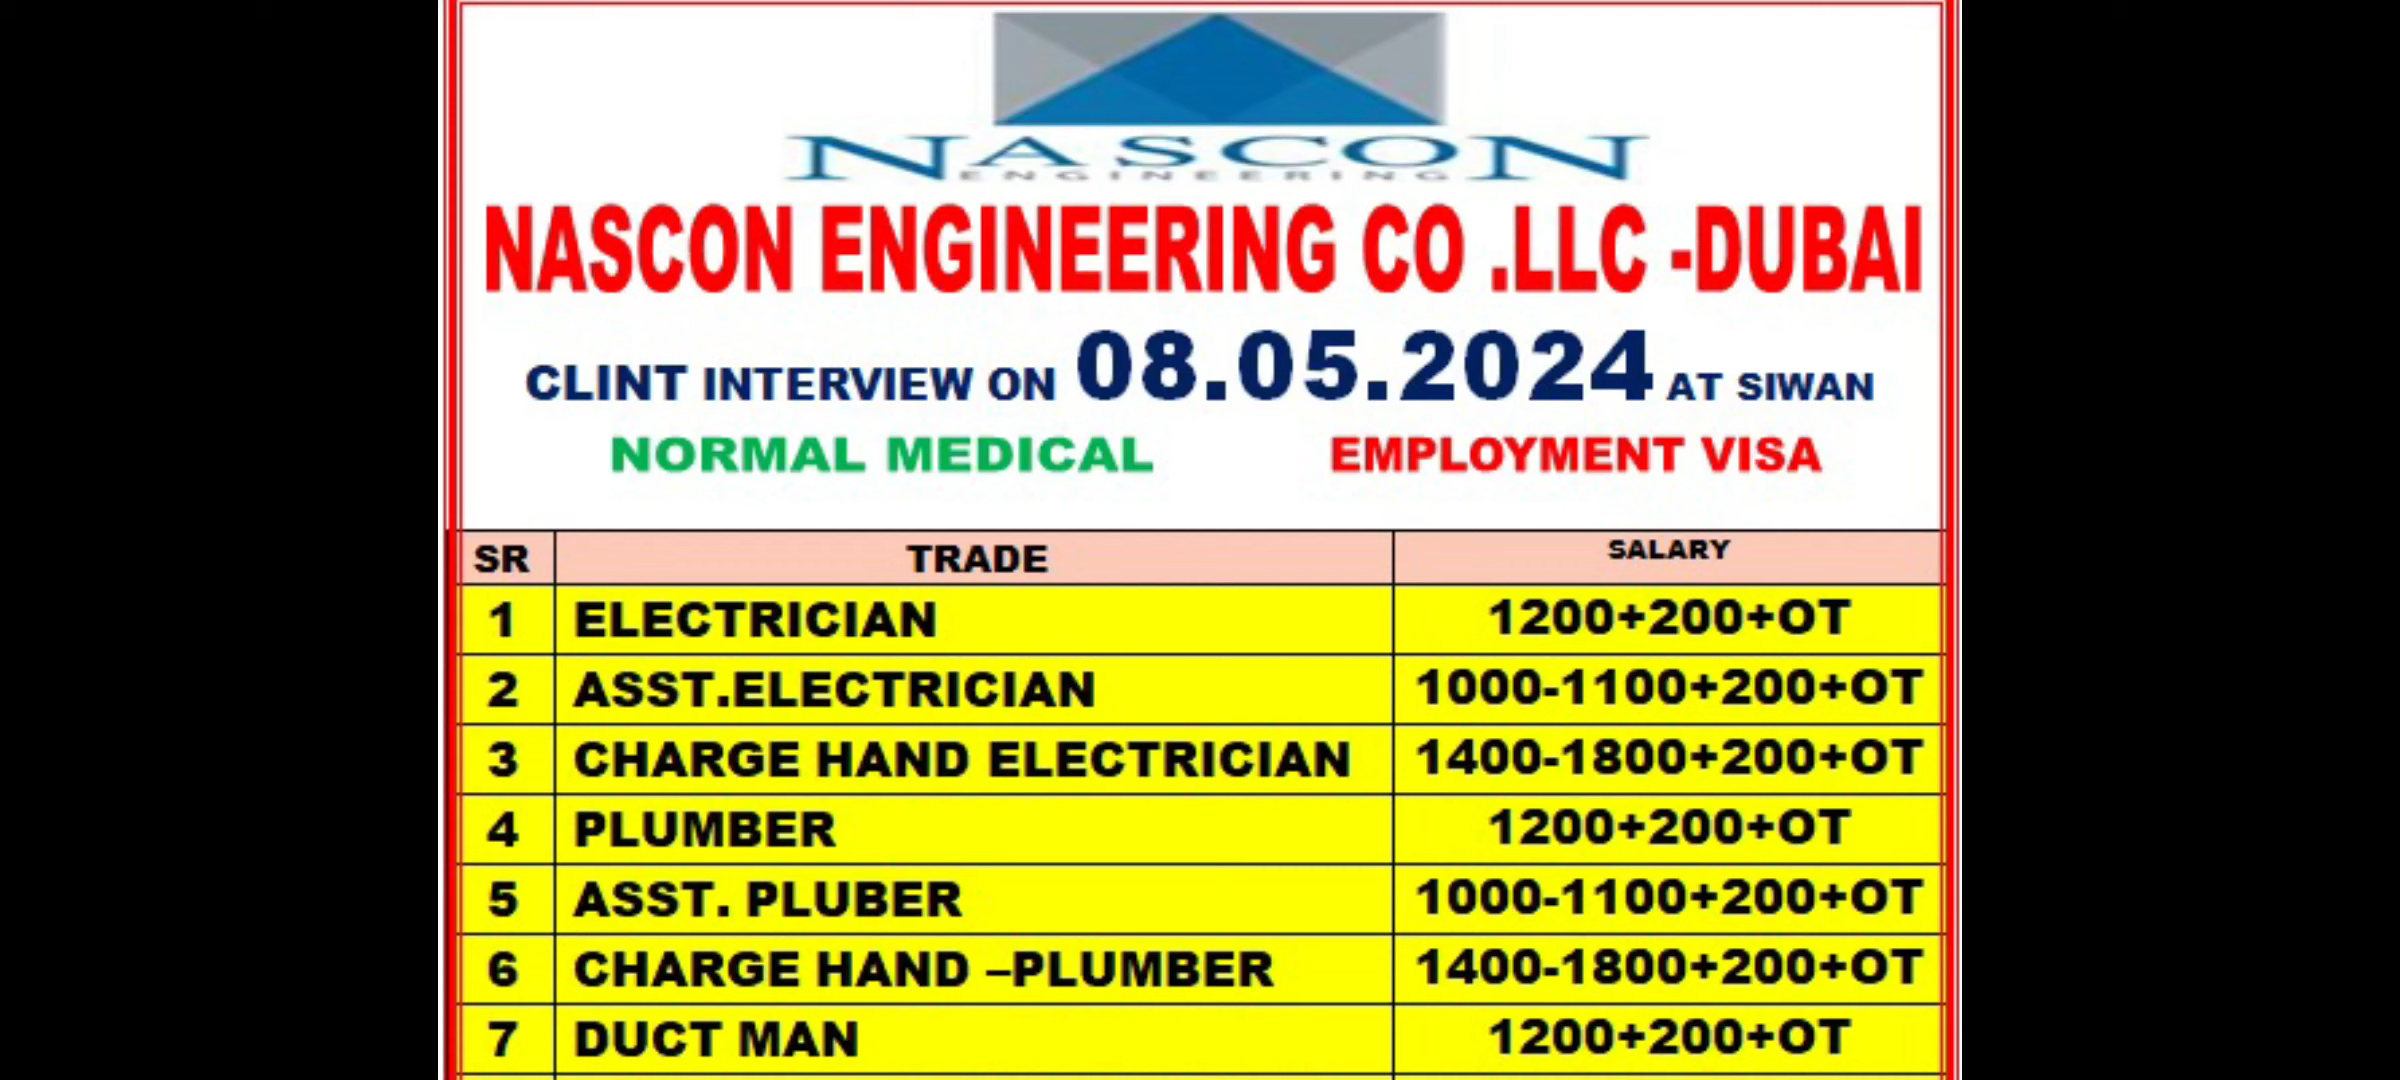 NASCON
ENGINEERING
NASCON ENGINEERING CO .LLC -DUBAI
CLINT INTERVIEW ON 08.05.2024 AT SIWAN
NORMAL MEDICAL EMPLOYMENT VISA
SR TRADE SALARY
1 ELECTRICIAN 1200+200+OT
2 ASST.ELECTRICIAN 1000-1100+200+OT
3 CHARGE HAND ELECTRICIAN 1400-1800+200+OT
4 PLUMBER 1200+200+OT
5 ASST. PLUBER 1000-1100+200+OT
6 CHARGE HAND –PLUMBER 1400-1800+200+OT
7 DUCT MAN 1200+200+OT